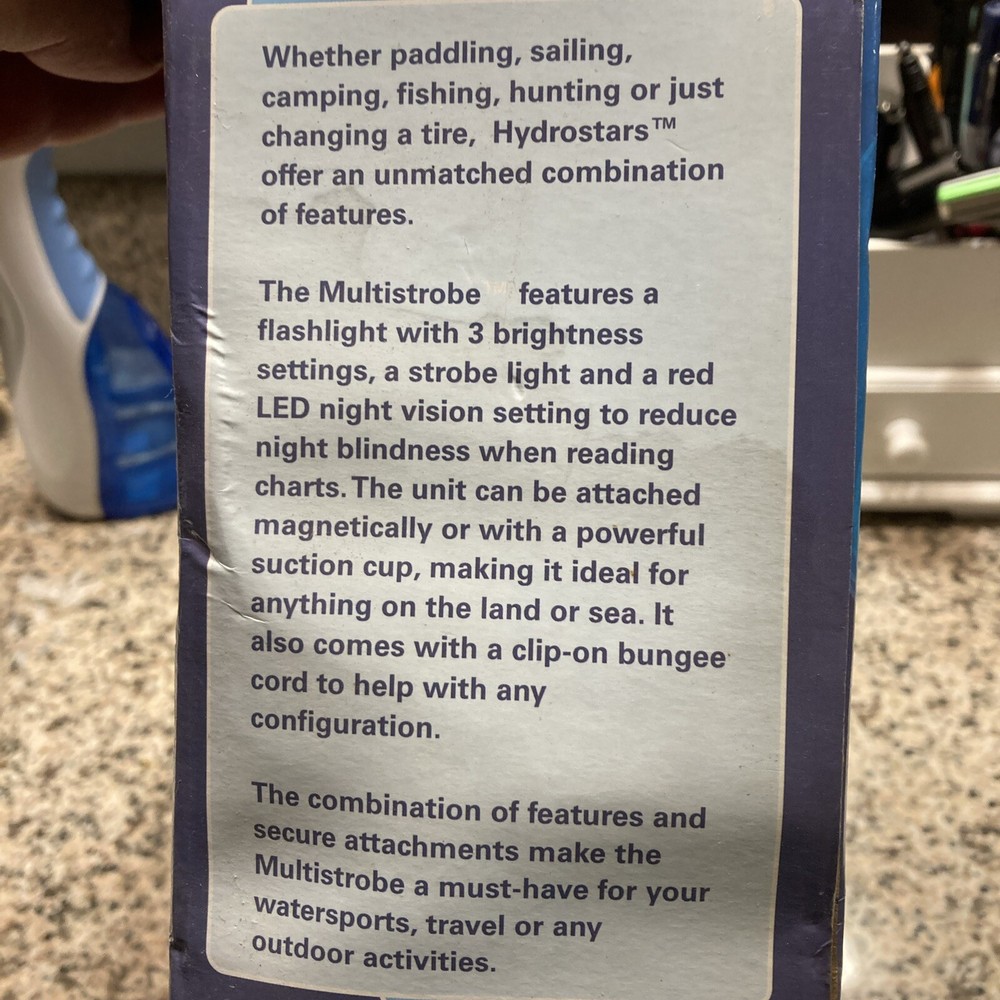 Whether paddling, sailing,
camping, fishing, hunting or just
changing a tire, Hydrostars™
offer an unmatched combination
of features.
The Multistrobe ™ features a
flashlight with 3 brightness
settings, a strobe light and a red
LED night vision setting to reduce
night blindness when reading
charts. The unit can be attached
magnetically or with a powerful
suction cup, making it ideal for
anything on the land or sea. It
also comes with a clip-on bungee
cord to help with any
configuration.
The combination of features and
secure attachments make the
Multistrobe a must-have for your
watersports, travel or any
outdoor activities.